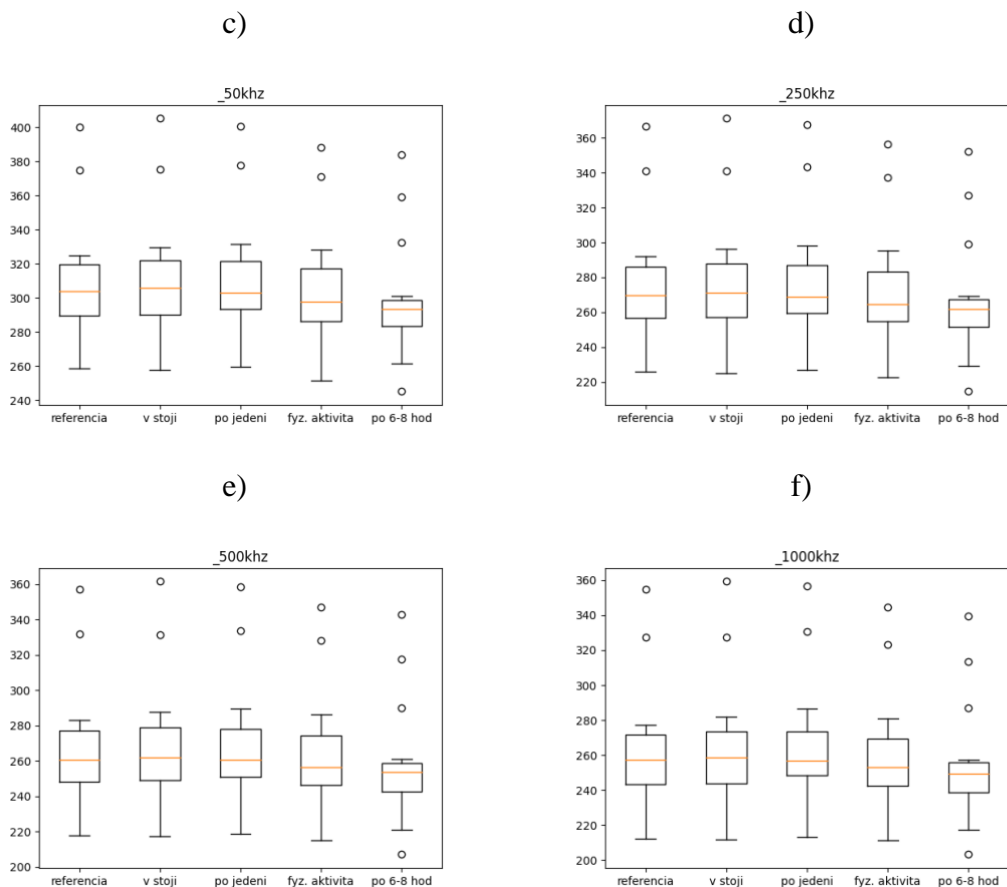 c)
d)
_50khz
400
380
360
340
320
300
280
260
240
referencia v stoji po jedeni fyz. aktivita po 6-8 hod
_250khz
360
340
320
300
280
260
240
220
referencia v stoji po jedeni fyz. aktivita po 6-8 hod
e)
f)
_500khz
360
340
320
300
280
260
240
220
200
referencia v stoji po jedeni fyz. aktivita po 6-8 hod
_1000khz
360
340
320
300
280
260
240
220
200
referencia v stoji po jedeni fyz. aktivita po 6-8 hod